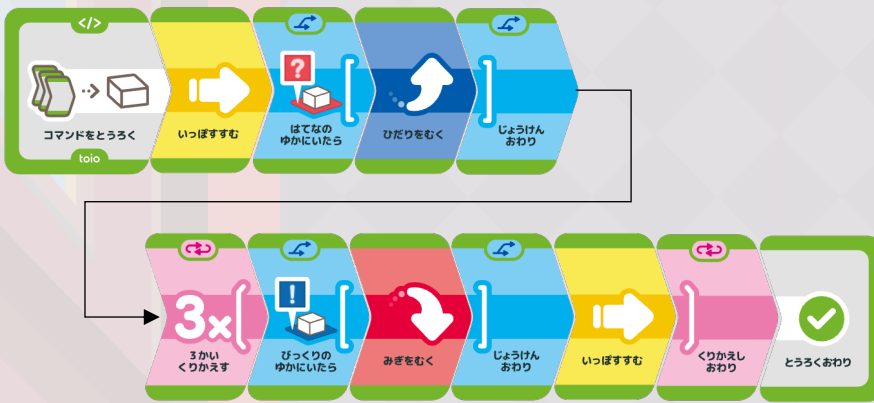 </>
コマンドをとうろく
toio
いっぽすすむ
?
はてなの
ゆかにいたら
ひだりをむく
じょうけん
おわり
3x
3かい
くりかえす
!
びっくりの
ゆかにいたら
みぎをむく
じょうけん
おわり
いっぽすすむ
くりかえし
おわり
とうろくおわり